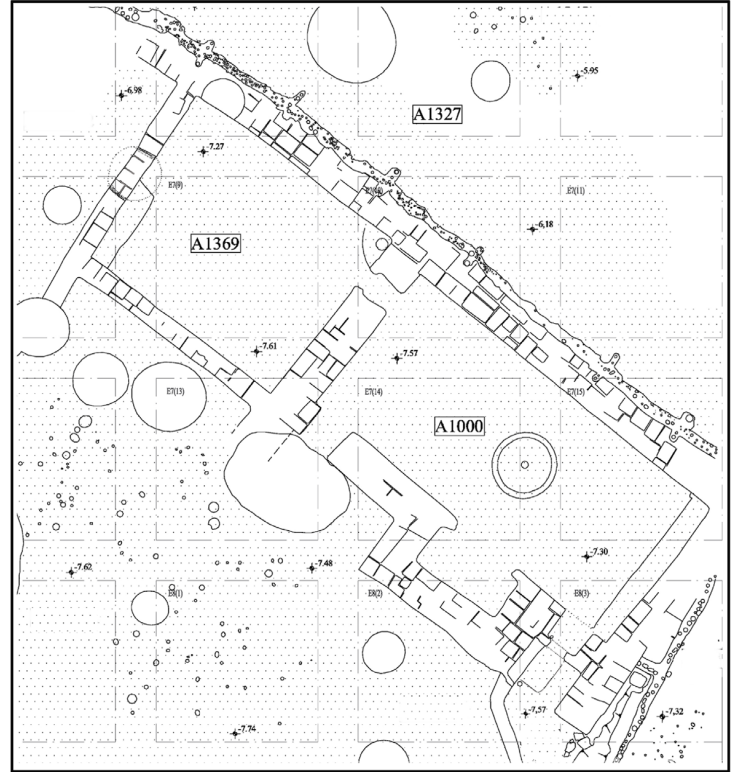 -5.95
-6.98
A1327
-7.27
E7(9)
E7(11)
-6,18
A1369
-7.61
-7.57
E7(13)
E7(14)
E7(15)
A1000
-7.30
-7.62
-7.48
E8(1)
E8(2)
E8(3)
-7,57
-7,32
-7.74